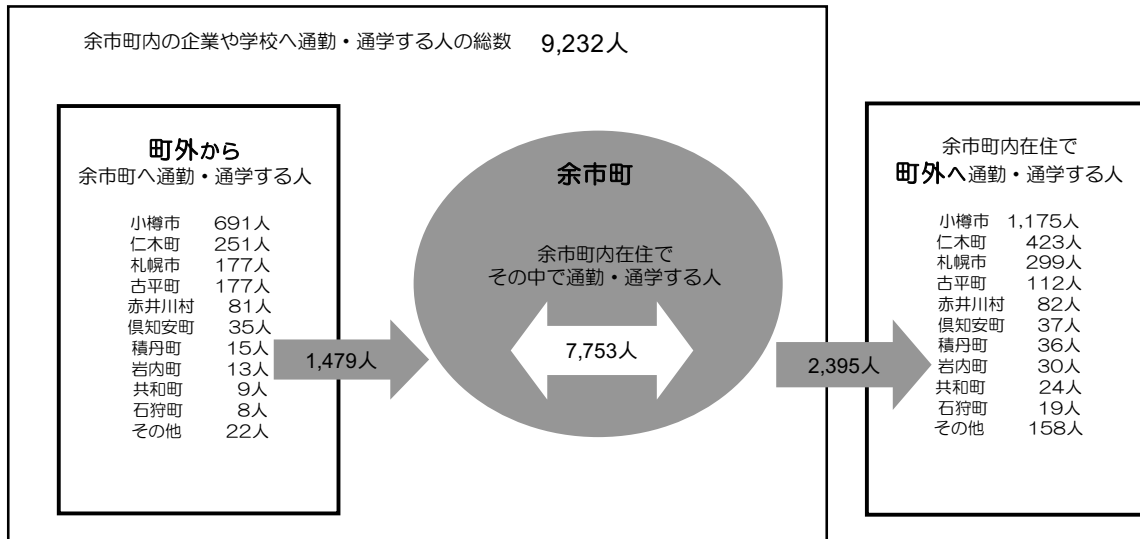 余市町内の企業や学校へ通勤・通学する人の総数 9,232人
町外から
余市町へ通勤・通学する人
小樽市 691人
仁木町 251人
札幌市 177人
古平町 177人
赤井川村 81人
倶知安町 35人
積丹町 15人
岩内町 13人
共和町 9人
石狩町 8人
その他 22人
1,479人
余市町
余市町内在住で
その中で通勤・通学する人
7,753人
2,395人
余市町内在住で
町外へ通勤・通学する人
小樽市 1,175人
仁木町 423人
札幌市 299人
古平町 112人
赤井川村 82人
倶知安町 37人
積丹町 36人
岩内町 30人
共和町 24人
石狩町 19人
その他 158人